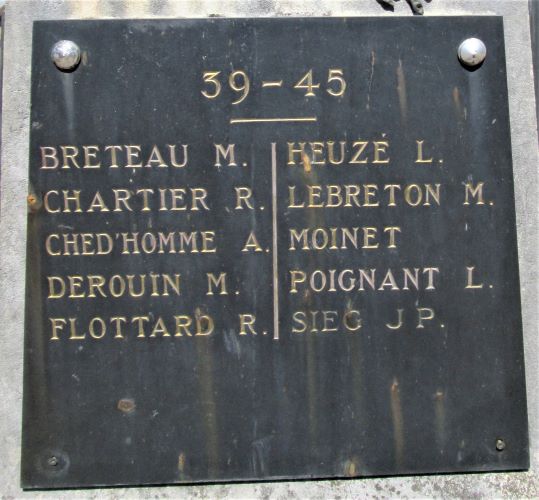 39-45
BRETEAU M.
CHARTIER R.
CHED'HOMME A.
DEROUIN M.
FLOTTARD R.
HEUZÉ L.
LEBRETON M.
MOINET
POIGNANT L.
SIEG J P.